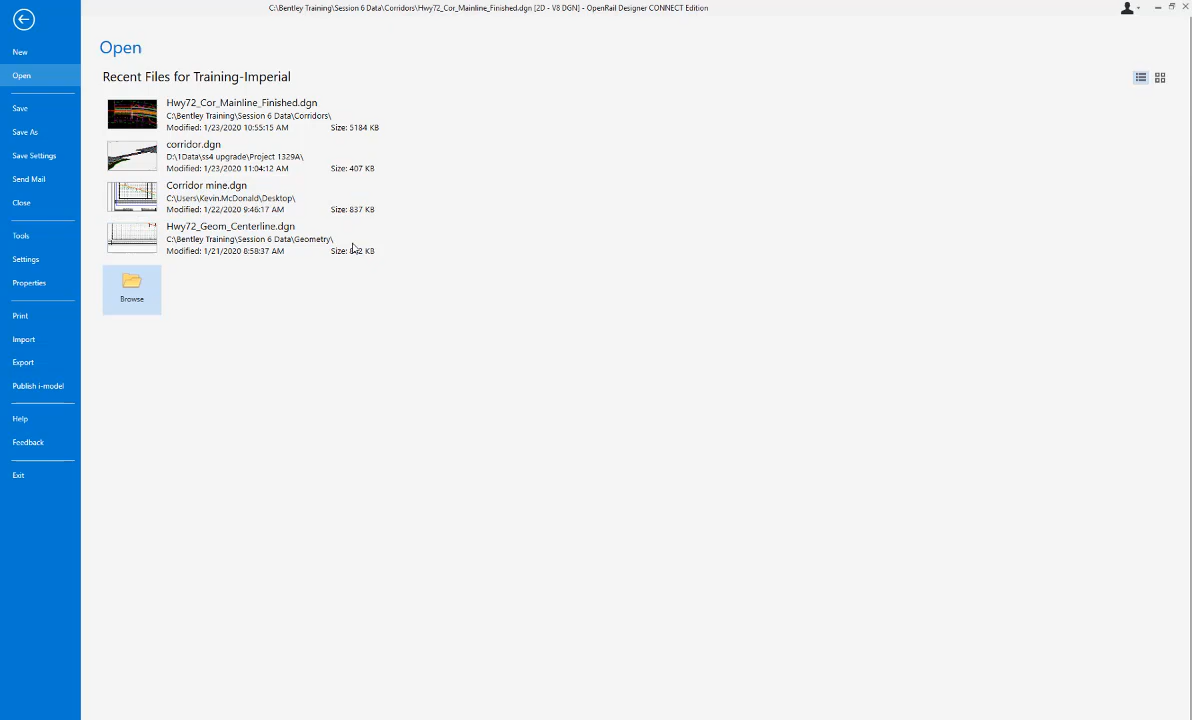 C:\Bentley Training\Session 6 Data\Corridors\Hwy72_Cor_Mainline_Finished.dgn [2D - V8 DGN] - OpenRail Designer CONNECT Edition
New
Open
Save
Save As
Save Settings
Send Mail
Close
Tools
Settings
Properties
Print
Import
Export
Publish i-model
Help
Feedback
Exit
Open
Recent Files for Training-Imperial
Hwy72_Cor_Mainline_Finished.dgn
C:\Bentley Training\Session 6 Data\Corridors\
Modified: 1/23/2020 10:55:15 AM Size: 5184 KB
corridor.dgn
D:\1Data\ss4 upgrade\Project 1329A\
Modified: 1/23/2020 11:04:12 AM Size: 407 KB
Corridor mine.dgn
C:\Users\Kevin.McDonald\Desktop\
Modified: 1/22/2020 9:46:17 AM Size: 837 KB
Hwy72_Geom_Centerline.dgn
C:\Bentley Training\Session 6 Data\Geometry\
Modified: 1/21/2020 8:58:37 AM Size: KB
Browse